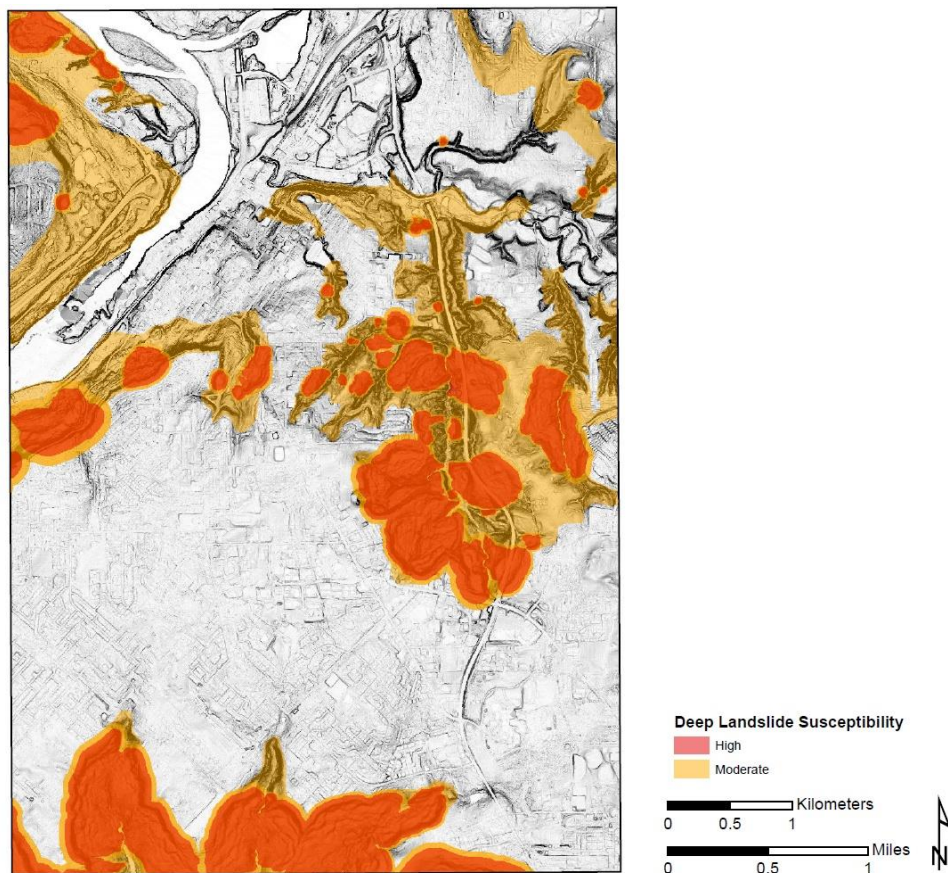 Deep Landslide Susceptibility
High
Moderate
Kilometers
0 0.5 1
Miles
0 0.5 1
N